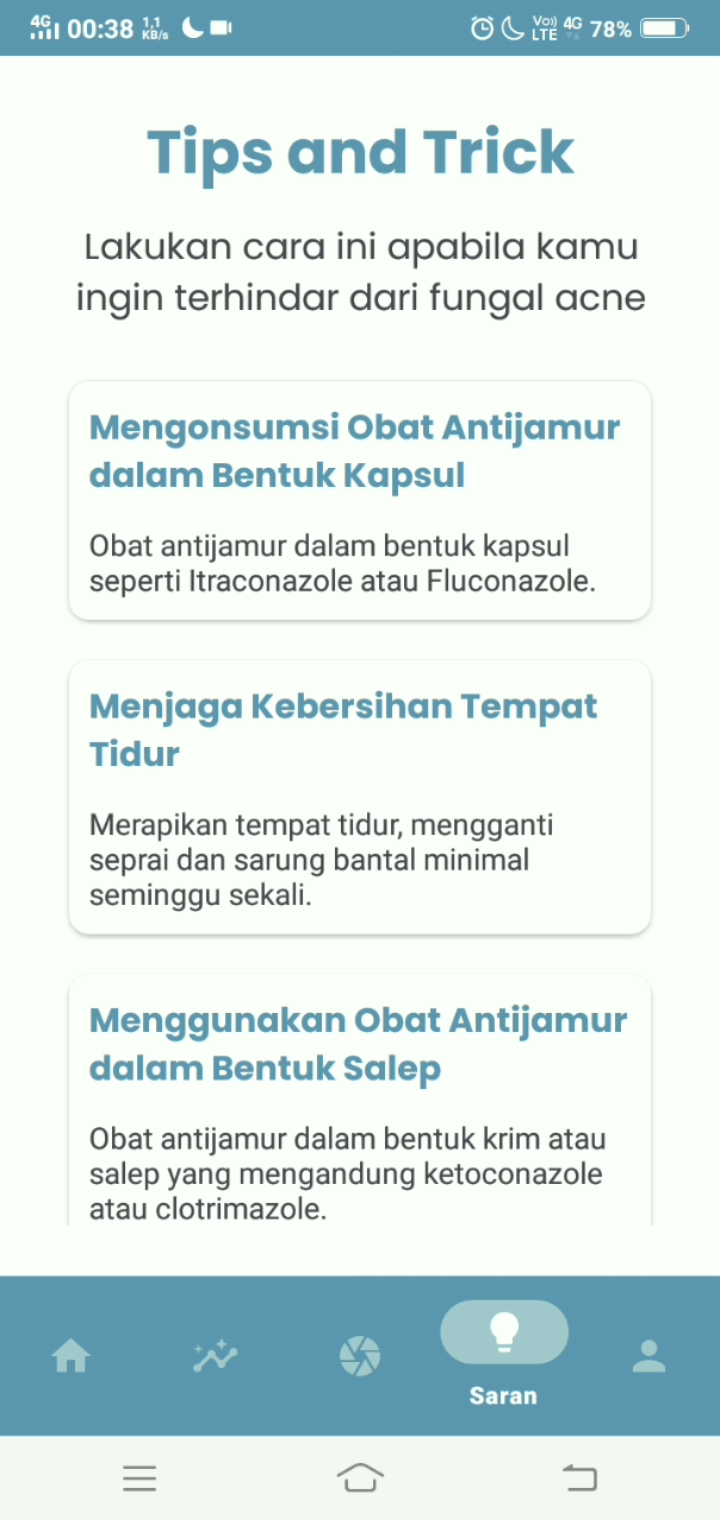 4G 00:38 1,1 KB/s Vo)) LTE 4G 78%
Tips and Trick
Lakukan cara ini apabila kamu
ingin terhindar dari fungal acne
Mengonsumsi Obat Antijamur
dalam Bentuk Kapsul
Obat antijamur dalam bentuk kapsul
seperti Itraconazole atau Fluconazole.
Menjaga Kebersihan Tempat
Tidur
Merapikan tempat tidur, mengganti
seprai dan sarung bantal minimal
seminggu sekali.
Menggunakan Obat Antijamur
dalam Bentuk Salep
Obat antijamur dalam bentuk krim atau
salep yang mengandung ketoconazole
atau clotrimazole.
Saran